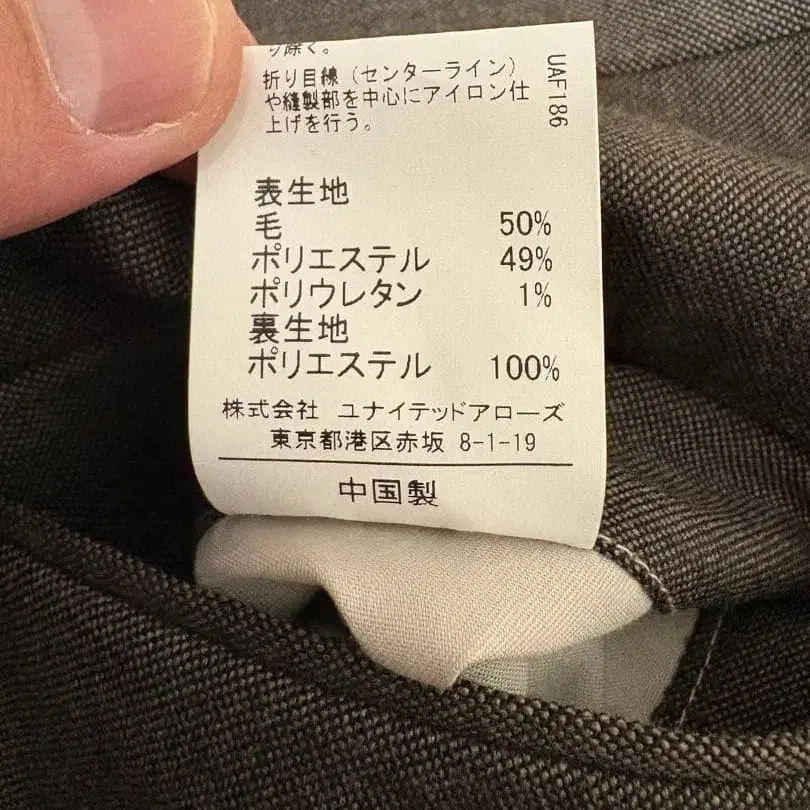 り除く。
折り目線（センターライン）
や縫製部を中心にアイロン仕
上げを行う。
UAF186
表生地
毛 50%
ポリエステル 49%
ポリウレタン 1%
裏生地
ポリエステル 100%
株式会社 ユナイテッドアローズ
東京都港区赤坂 8-1-19
中国製